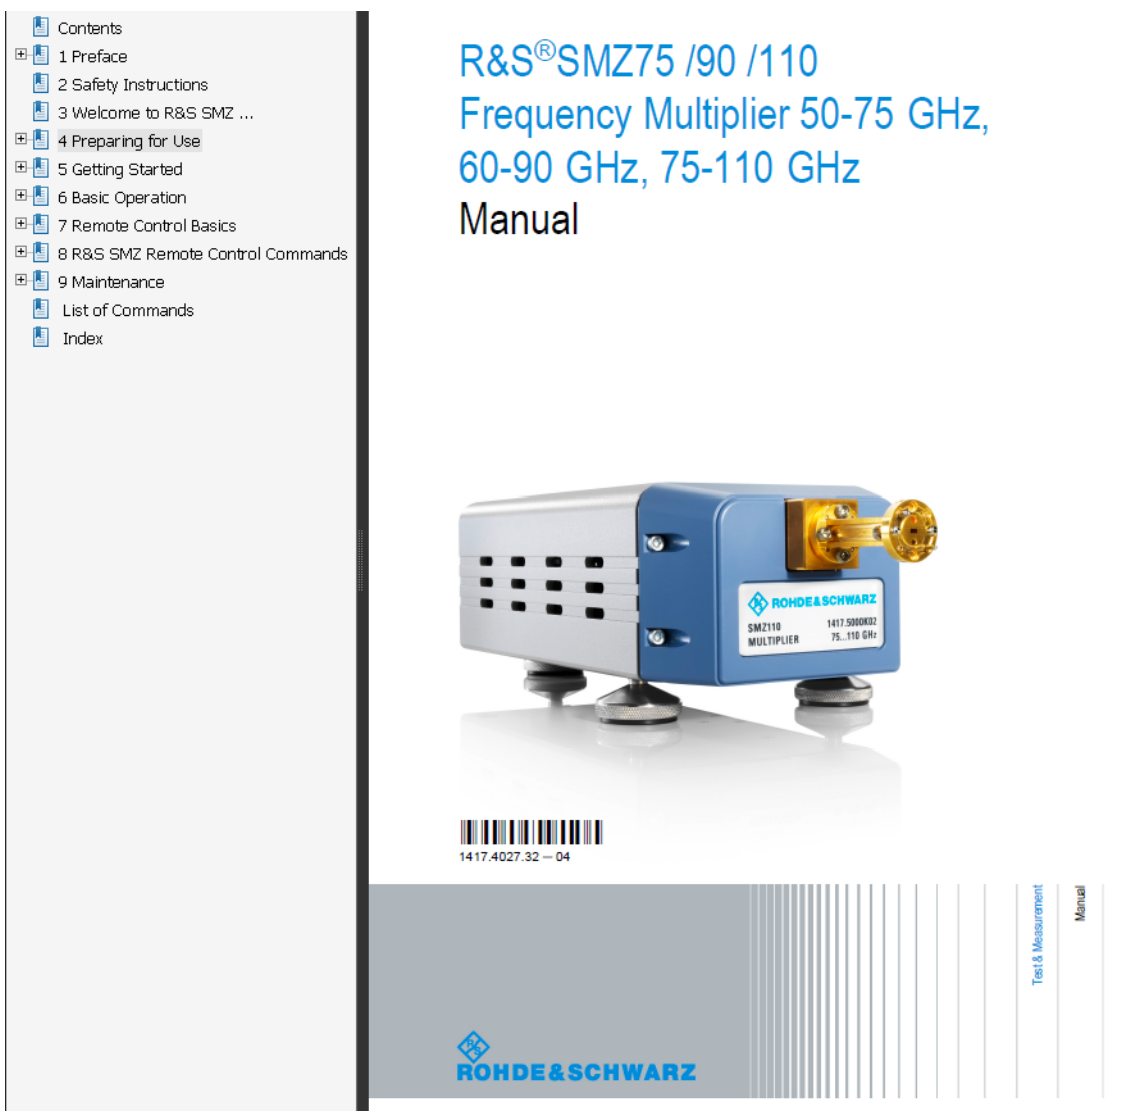 Contents
1 Preface
2 Safety Instructions
3 Welcome to R&S SMZ ...
4 Preparing for Use
5 Getting Started
6 Basic Operation
7 Remote Control Basics
8 R&S SMZ Remote Control Commands
9 Maintenance
List of Commands
Index
R&S®SMZ75 /90 /110
Frequency Multiplier 50-75 GHz,
60-90 GHz, 75-110 GHz
Manual
ROHDE&SCHWARZ
SMZ110 1417.5000K02
MULTIPLIER 75...110 GHz
1417.4027.32 — 04
Test & Measurement
Manual
R S
ROHDE&SCHWARZ